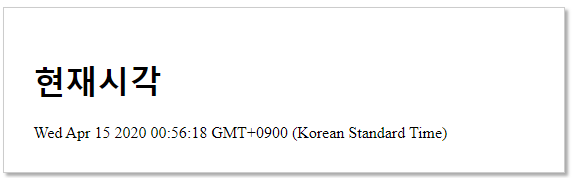 현재시각
Wed Apr 15 2020 00:56:18 GMT+0900 (Korean Standard Time)